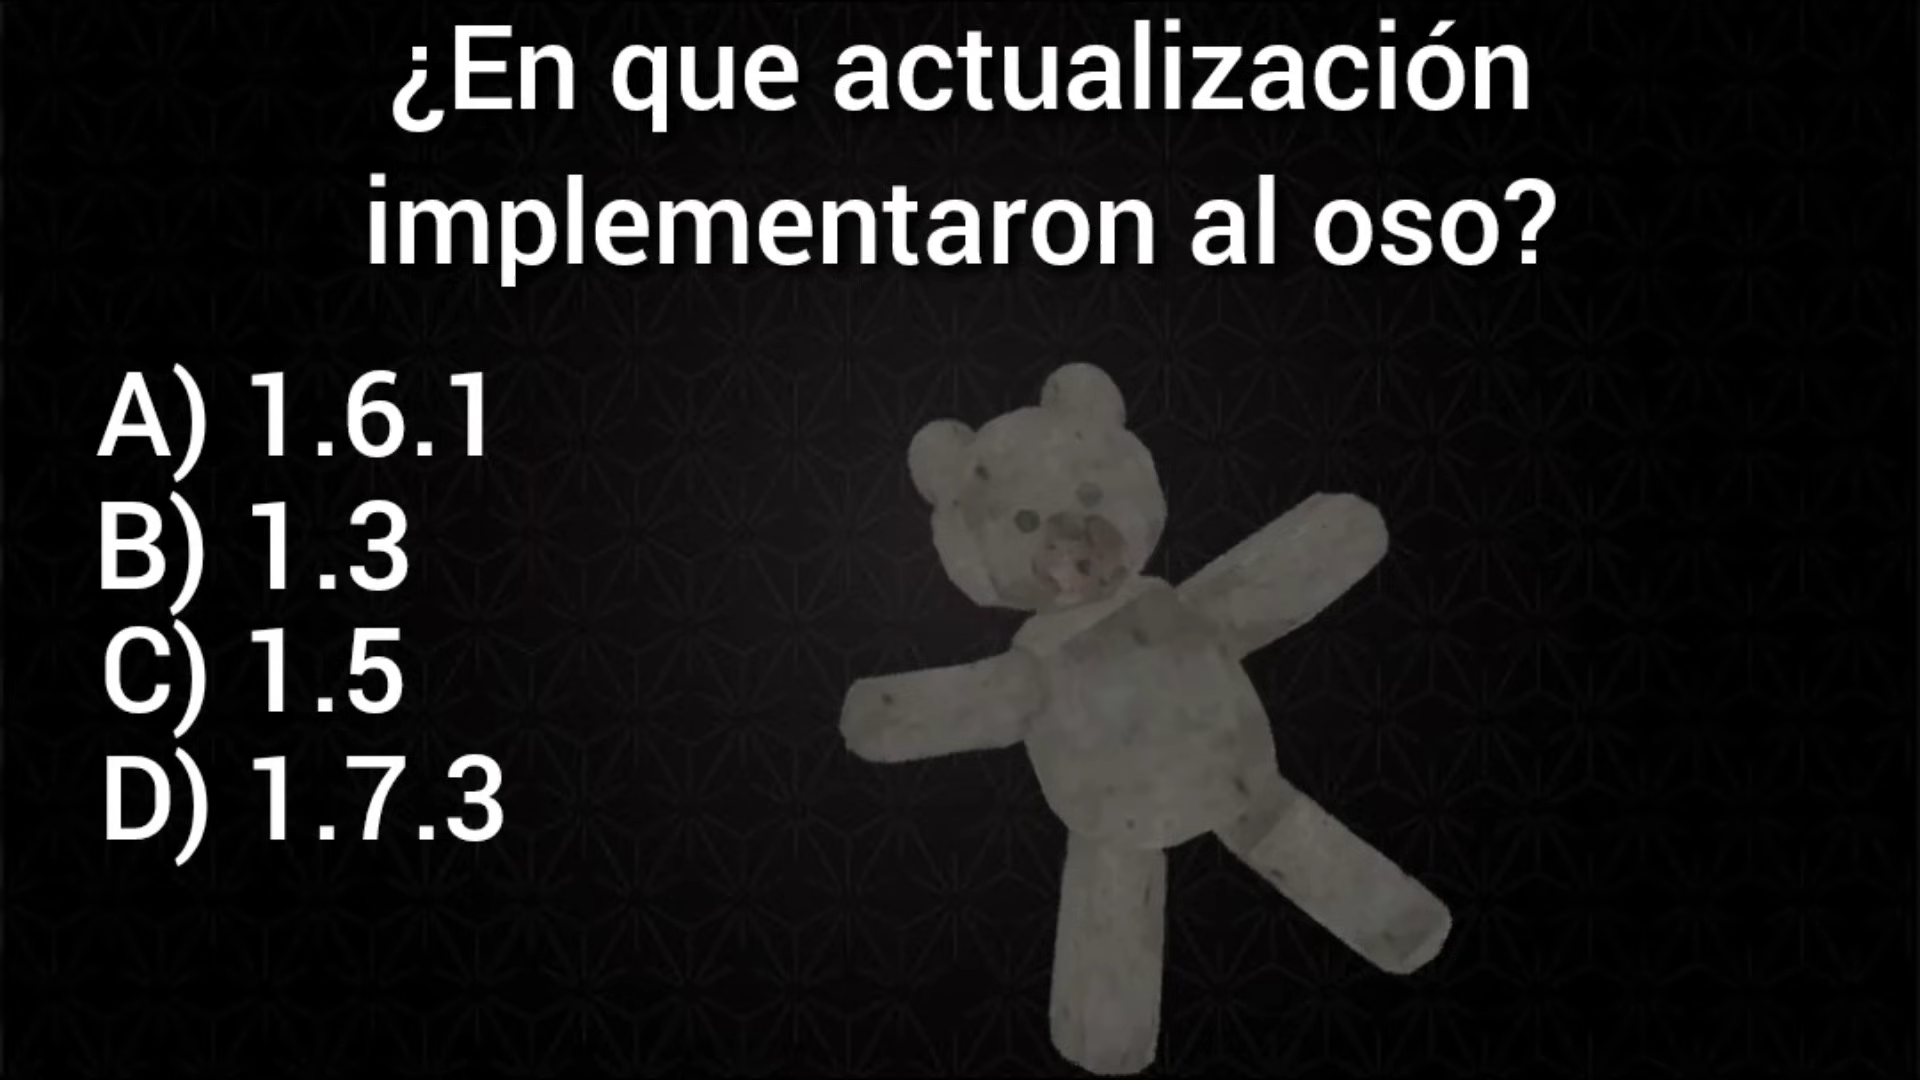 ¿En que actualización
implementaron al oso?
A) 1.6.1
B) 1.3
C) 1.5
D) 1.7.3